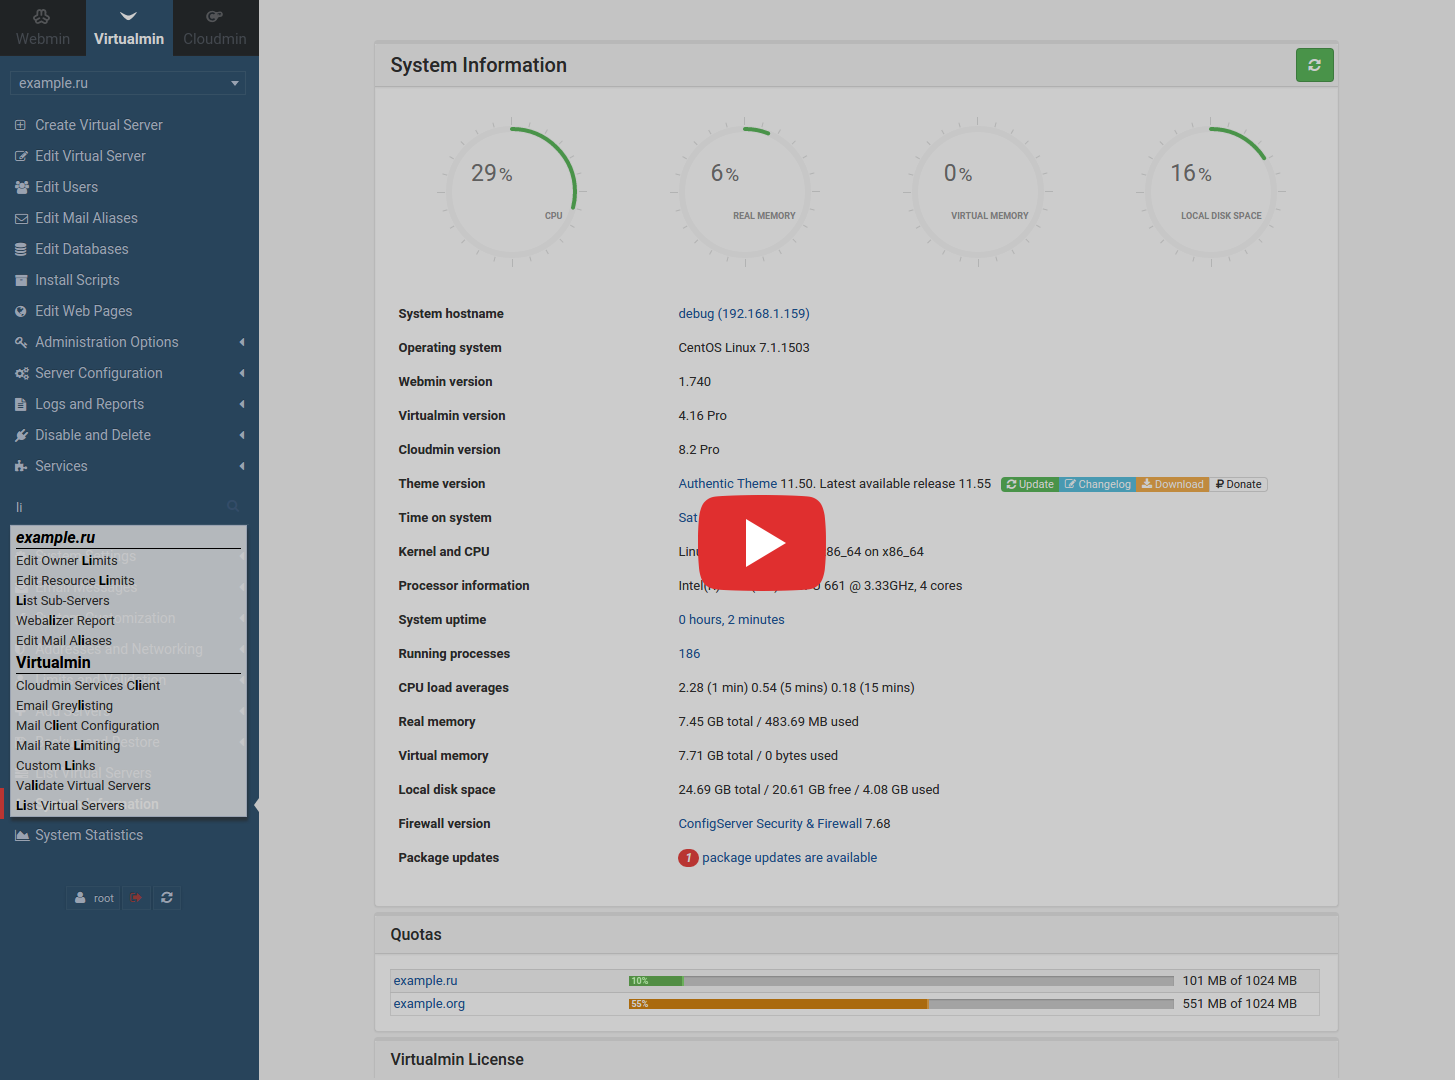 Webmin
Virtualmin
Cloudmin
example.ru
Create Virtual Server
Edit Virtual Server
Edit Users
Edit Mail Aliases
Edit Databases
Install Scripts
Edit Web Pages
Administration Options
Server Configuration
Logs and Reports
Disable and Delete
Services
li
example.ru
Edit Owner Limits
Edit Resource Limits
List Sub-Servers
Webalizer Report
Edit Mail Aliases
Virtualmin
Cloudmin Services Client
Email Greylisting
Mail Client Configuration
Mail Rate Limiting
Custom Links
Validate Virtual Servers
List Virtual Servers
System Statistics
root
System Information
29%
CPU
6%
REAL MEMORY
0%
VIRTUAL MEMORY
16%
LOCAL DISK SPACE
System hostname debug (192.168.1.159)
Operating system CentOS Linux 7.1.1503
Webmin version 1.740
Virtualmin version 4.16 Pro
Cloudmin version 8.2 Pro
Theme version Authentic Theme 11.50. Latest available release 11.55 Update Changelog Download Donate
Time on system Sat
Kernel and CPU 86_64 on x86_64
Processor information 661 @ 3.33GHz, 4 cores
System uptime 0 hours, 2 minutes
Running processes 186
CPU load averages 2.28 (1 min) 0.54 (5 mins) 0.18 (15 mins)
Real memory 7.45 GB total / 483.69 MB used
Virtual memory 7.71 GB total / 0 bytes used
Local disk space 24.69 GB total / 20.61 GB free / 4.08 GB used
Firewall version ConfigServer Security & Firewall 7.68
Package updates 1 package updates are available
Quotas
example.ru 10% 101 MB of 1024 MB
example.org 55% 551 MB of 1024 MB
Virtualmin License